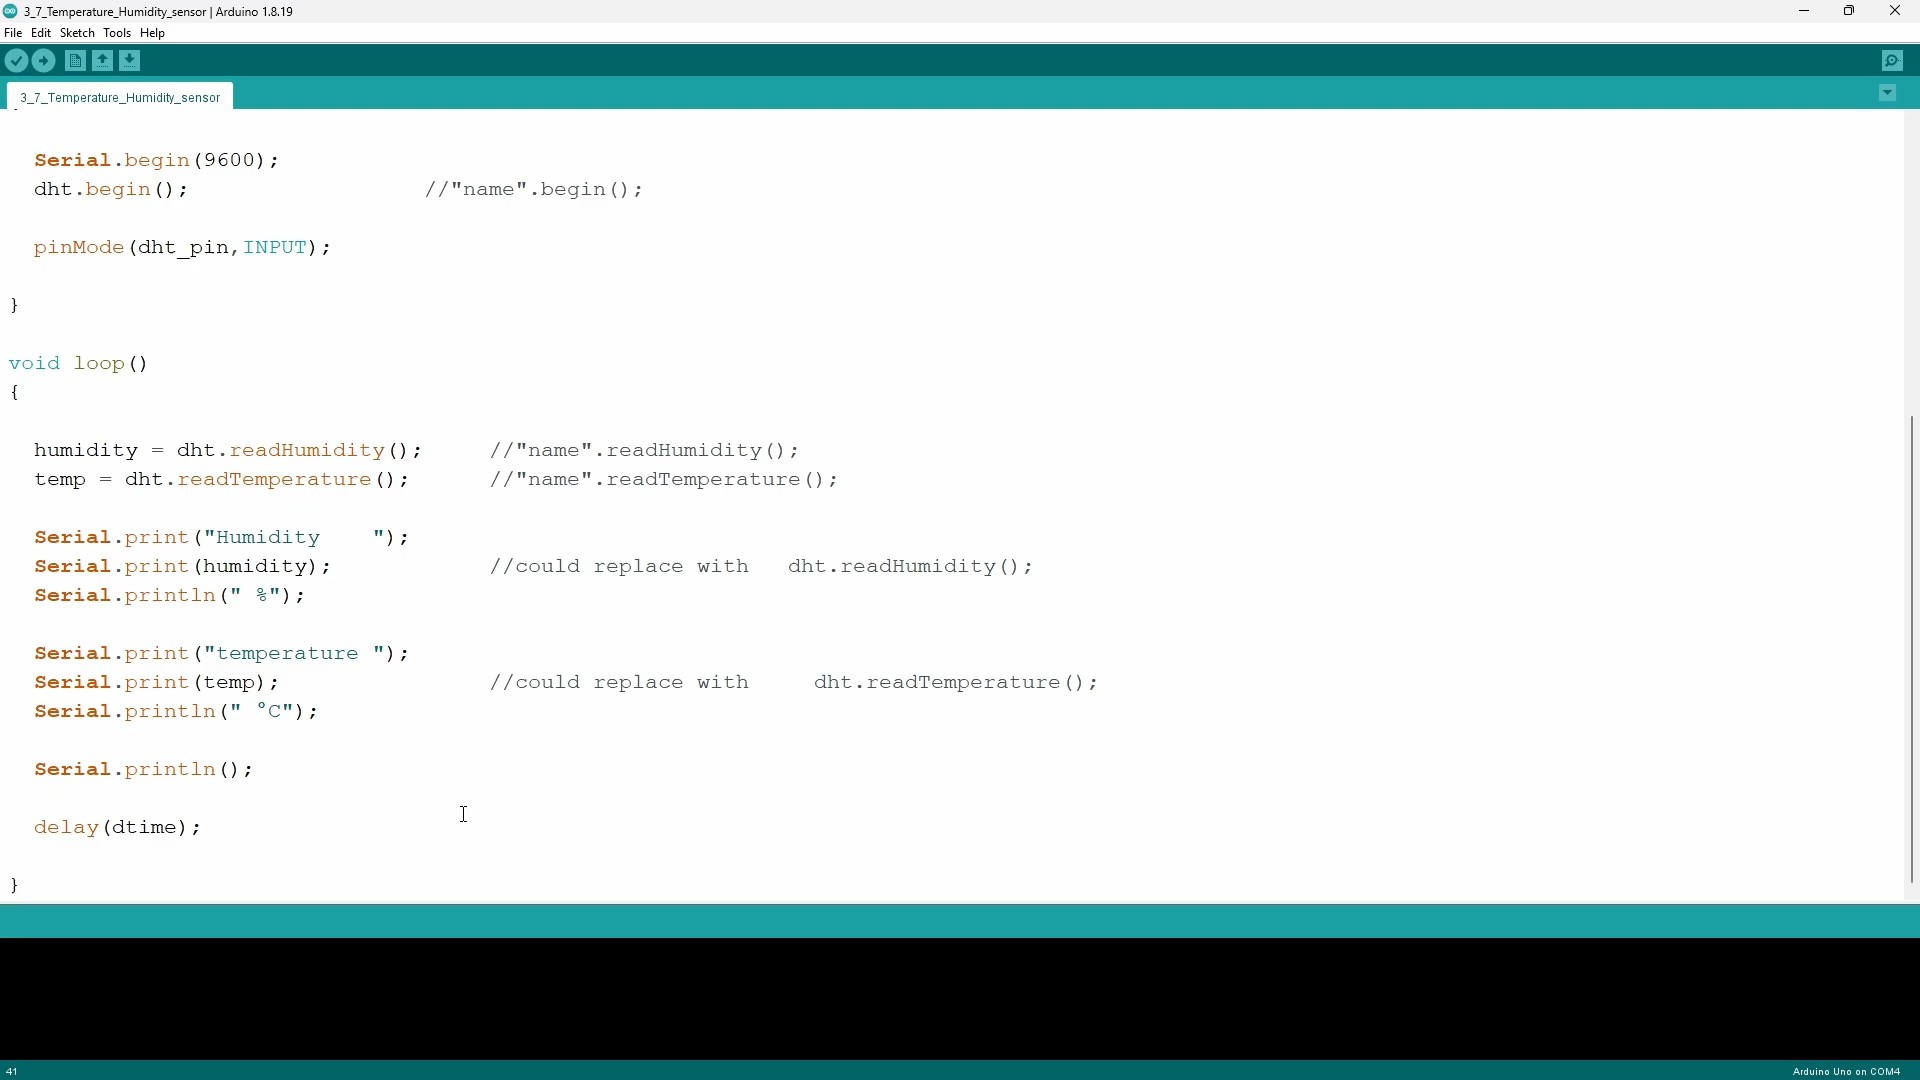 3_7_Temperature_Humidity_sensor | Arduino 1.8.19
File Edit Sketch Tools Help
3_7_Temperature_Humidity_sensor
Serial.begin(9600);
dht.begin(); //"name".begin();
pinMode(dht_pin,INPUT);
}
void loop()
{
humidity = dht.readHumidity(); //"name".readHumidity();
temp = dht.readTemperature(); //"name".readTemperature();
Serial.print("Humidity    ");
Serial.print(humidity); //could replace with   dht.readHumidity();
Serial.println(" %");
Serial.print("temperature ");
Serial.print(temp); //could replace with     dht.readTemperature();
Serial.println(" °C");
Serial.println();
delay(dtime);
}
41 Arduino Uno on COM4